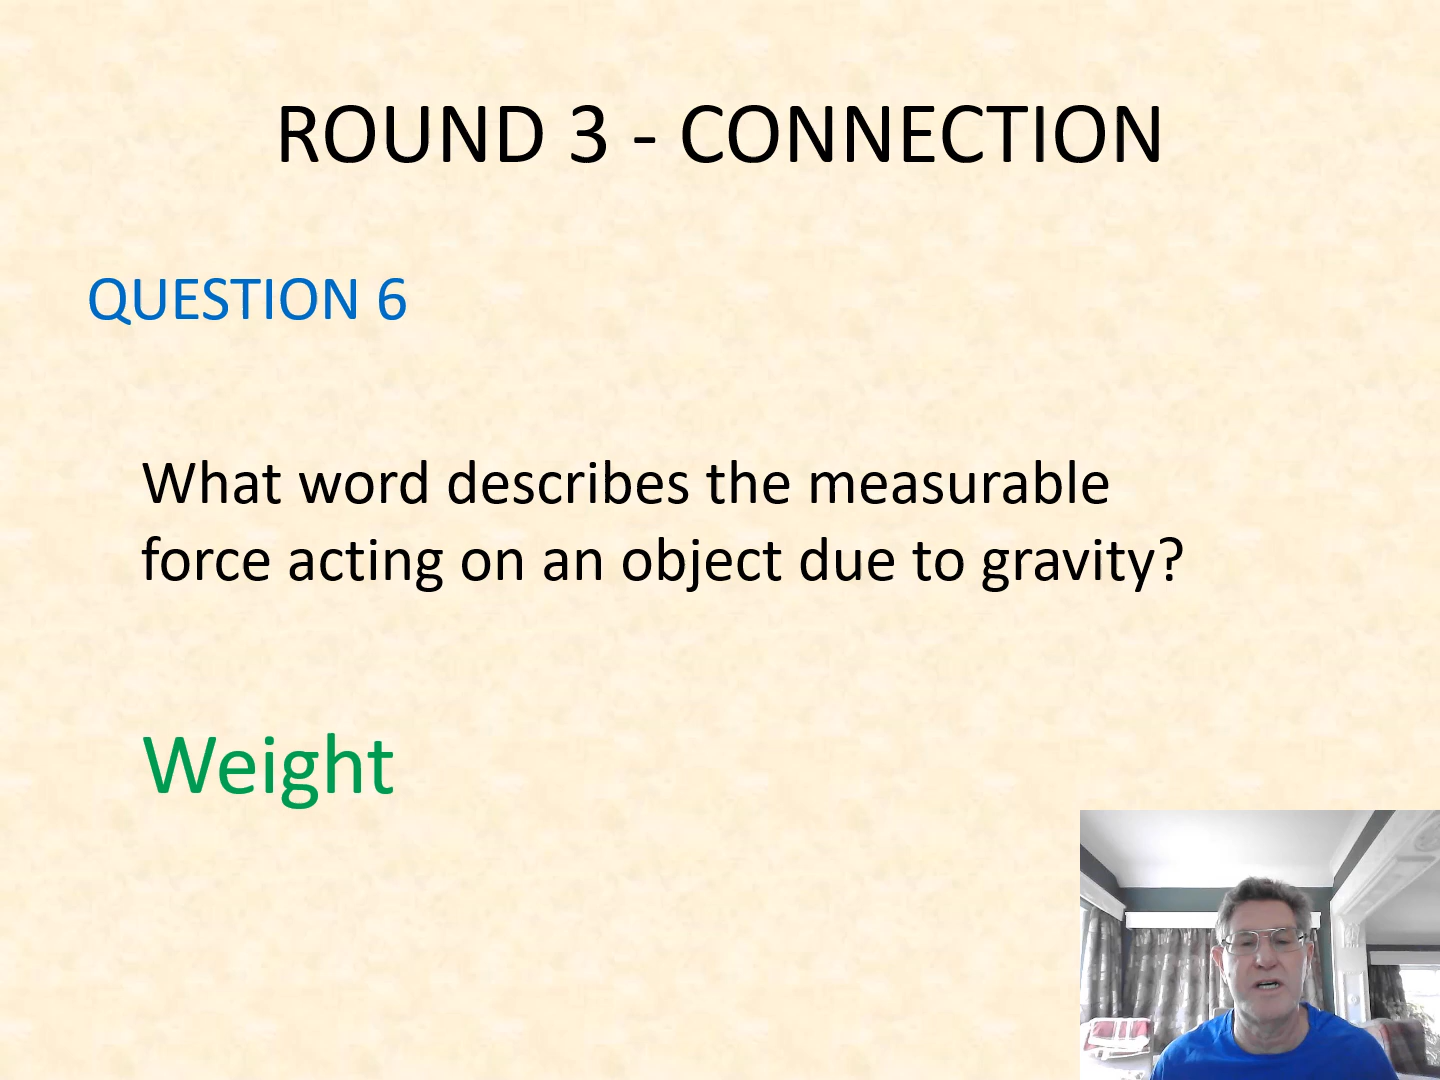 ROUND 3 - CONNECTION
QUESTION 6
What word describes the measurable
force acting on an object due to gravity?
Weight